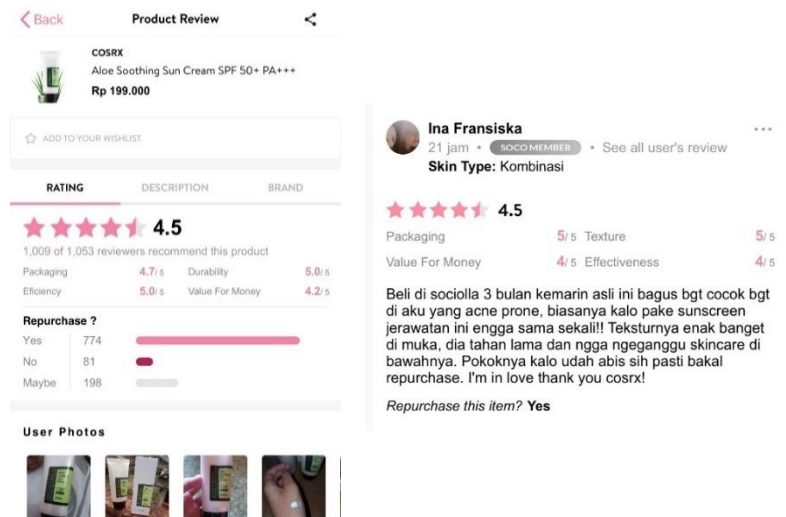 Back
Product Review
COSRX
Aloe Soothing Sun Cream SPF 50+ PA+++
Rp 199.000
ADD TO YOUR WISHLIST
RATING DESCRIPTION BRAND
4.5
1,009 of 1,053 reviewers recommend this product
Packaging 4.7/ 5 Durability 5.0/ 5
Eficiency 5.0/ 5 Value For Money 4.2/ 5
Repurchase ?
Yes 774
No 81
Maybe 198
User Photos
Ina Fransiska
21 jam • SOCO MEMBER • See all user's review
Skin Type: Kombinasi
4.5
Packaging 5/ 5 Texture 5/ 5
Value For Money 4/ 5 Effectiveness 4/ 5
Beli di sociolla 3 bulan kemarin asli ini bagus bgt cocok bgt
di aku yang acne prone, biasanya kalo pake sunscreen
jerawatan ini engga sama sekali!! Teksturnya enak banget
di muka, dia tahan lama dan ngga ngeganggu skincare di
bawahnya. Pokoknya kalo udah abis sih pasti bakal
repurchase. I'm in love thank you cosrx!
Repurchase this item? Yes